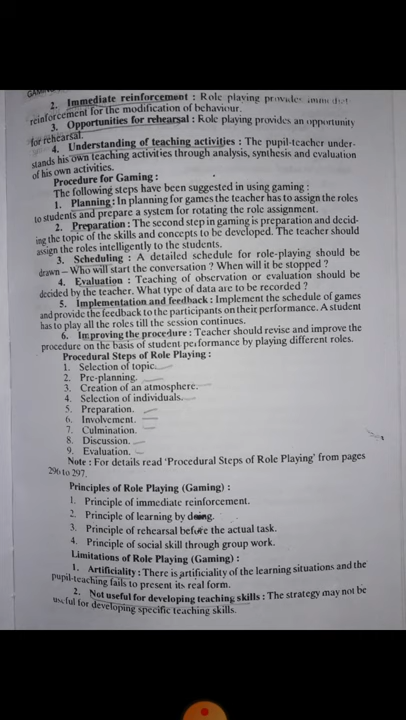 GAMING
2. Immediate reinforcement : Role playing provides immediate
reinforcement for the modification of behaviour.
3. Opportunities for rehearsal : Role playing provides an opportunity
for rehearsal.
4. Understanding of teaching activities : The pupil-teacher under-
stands his own teaching activities through analysis, synthesis and evaluation
of his own activities.
Procedure for Gaming :
The following steps have been suggested in using gaming :
1. Planning : In planning for games the teacher has to assign the roles
to students and prepare a system for rotating the role assignment.
2. Preparation : The second step in gaming is preparation and decid-
ing the topic of the skills and concepts to be developed. The teacher should
assign the roles intelligently to the students.
3. Scheduling : A detailed schedule for role-playing should be
drawn – Who will start the conversation ? When will it be stopped ?
4. Evaluation : Teaching of observation or evaluation should be
decided by the teacher. What type of data are to be recorded ?
5. Implementation and feedback : Implement the schedule of games
and provide the feedback to the participants on their performance. A student
has to play all the roles till the session continues.
6. Improving the procedure : Teacher should revise and improve the
procedure on the basis of student performance by playing different roles.
Procedural Steps of Role Playing :
1. Selection of topic.
2. Pre-planning.
3. Creation of an atmosphere.
4. Selection of individuals.
5. Preparation.
6. Involvement.
7. Culmination.
8. Discussion.
9. Evaluation.
Note : For details read 'Procedural Steps of Role Playing' from pages
296 to 297.
Principles of Role Playing (Gaming) :
1. Principle of immediate reinforcement.
2. Principle of learning by doing.
3. Principle of rehearsal before the actual task.
4. Principle of social skill through group work.
Limitations of Role Playing (Gaming) :
1. Artificiality : There is artificiality of the learning situations and the
pupil-teaching fails to present its real form.
2. Not useful for developing teaching skills : The strategy may not be
useful for developing specific teaching skills.